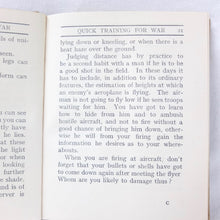 WAR
QUICK TRAINING FOR WAR 33
lying down or kneeling, or when there is a
heat haze over the ground.
Judging distance has by practice to
be a second habit with a man if he is to be
a good shot in the field. In these days it
has to include, in addition to its ordinary
features, the estimation of heights at which
an enemy's aeroplane is flying. The air-
man is not going to fly low if he sees troops
waiting for him. You have got to learn
how to hide from him and to ambush
hostile aircraft, and not to fire without a
good chance of bringing him down, other-
wise he will from your firing gain the
information he desires as to your where-
abouts.
When you are firing at aircraft, don't
forget that your bullets or shells have got
to come down again after meeting the flyer
Whom are you likely to damage thus?
C